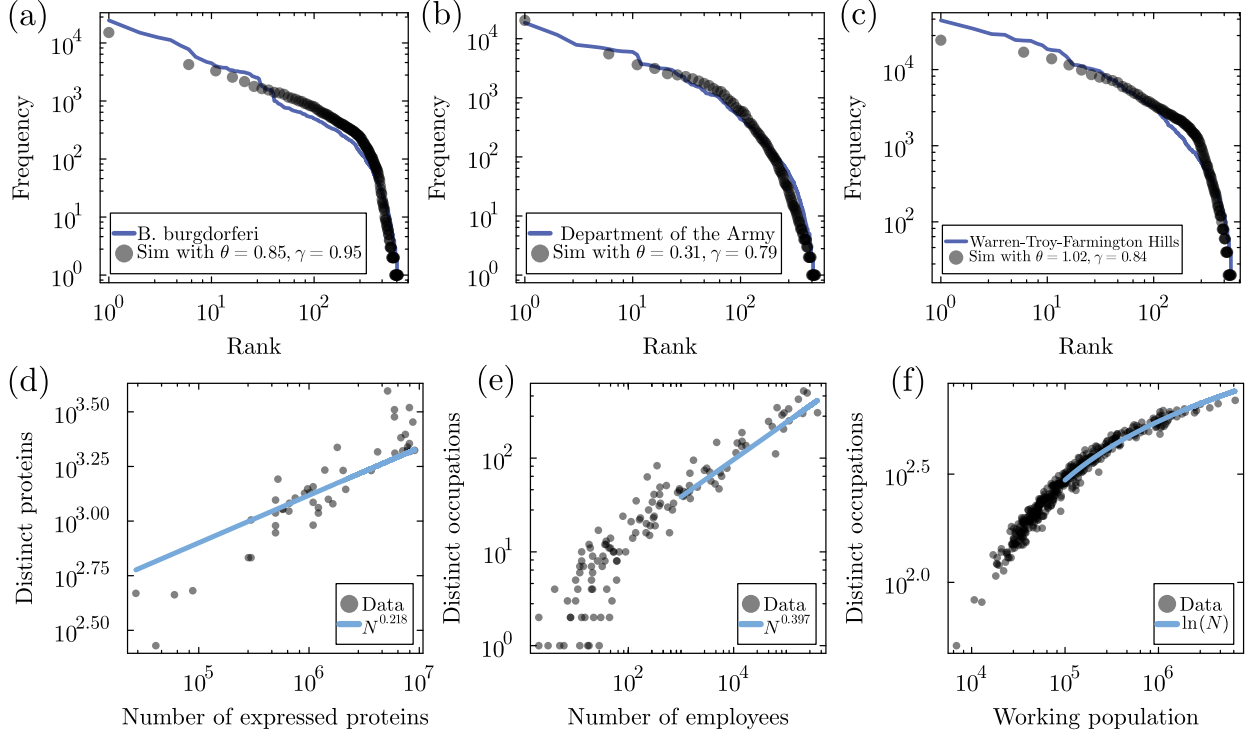 (a)
Frequency
10^4
10^3
10^2
10^1
10^0
B. burgdorferi
Sim with θ = 0.85, γ = 0.95
10^0
10^1
10^2
Rank
(b)
Frequency
10^4
10^3
10^2
10^1
10^0
Department of the Army
Sim with θ = 0.31, γ = 0.79
10^0
10^1
10^2
Rank
(c)
Frequency
10^4
10^3
10^2
Warren-Troy-Farmington Hills
Sim with θ = 1.02, γ = 0.84
10^0
10^1
10^2
Rank
(d)
Distinct proteins
10^3.50
10^3.25
10^3.00
10^2.75
10^2.50
Data
N^0.218
10^5
10^6
10^7
Number of expressed proteins
(e)
Distinct occupations
10^2
10^1
10^0
Data
N^0.397
10^2
10^4
Number of employees
(f)
Distinct occupations
10^2.5
10^2.0
Data
ln(N)
10^4
10^5
10^6
Working population